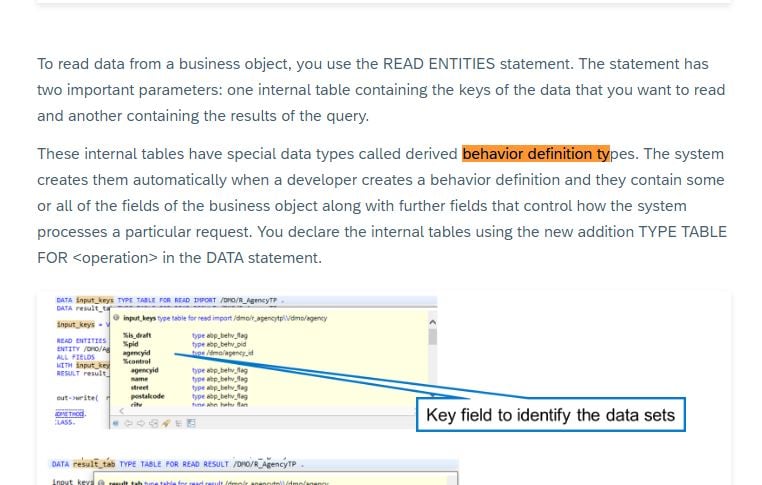 To read data from a business object, you use the READ ENTITIES statement. The statement has
two important parameters: one internal table containing the keys of the data that you want to read
and another containing the results of the query.
These internal tables have special data types called derived behavior definition types. The system
creates them automatically when a developer creates a behavior definition and they contain some
or all of the fields of the business object along with further fields that control how the system
processes a particular request. You declare the internal tables using the new addition TYPE TABLE
FOR <operation> in the DATA statement.
DATA input_keys TYPE TABLE FOR READ IMPORT /DMO/R_AgencyTP .
DATA result_ta
input_keys type table for read import /dmo/r_agencytp\\/dmo/agency
input_keys = V
%is_draft type abp_behv_flag
READ ENTITIES
%pid type abp_behv_pid
ENTITY /DMO/Ag
agencyid type /dmo/agency_id
ALL FIELDS
%control
WITH input_key
agencyid type abp_behv_flag
RESULT result_
name type abp_behv_flag
street type abp_behv_flag
out->write( r
postalcode type abp_behv_flag
city type abp_behv_flag
OMETHOD.
CLASS.
Key field to identify the data sets
DATA result_tab TYPE TABLE FOR READ RESULT /DMO/R_AgencyTP .
input_keys
result_tab type table for read result /dmo/r_agencytp\\/dmo/agency